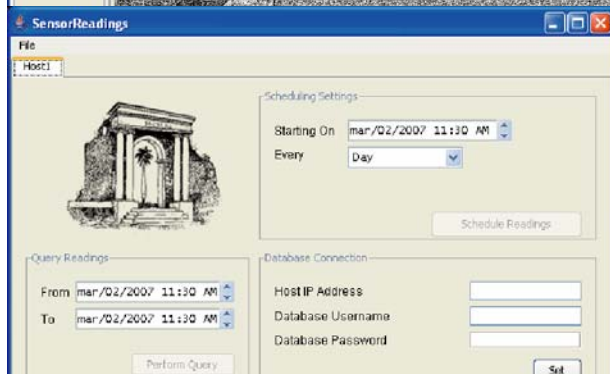 SensorReadings
File
Host1
Scheduling Settings
Starting On mar/02/2007 11:30 AM
Every Day
Schedule Readings
Query Readings
From mar/02/2007 11:30 AM
To mar/02/2007 11:30 AM
Perform Query
Database Connection
Host IP Address
Database Username
Database Password
Set